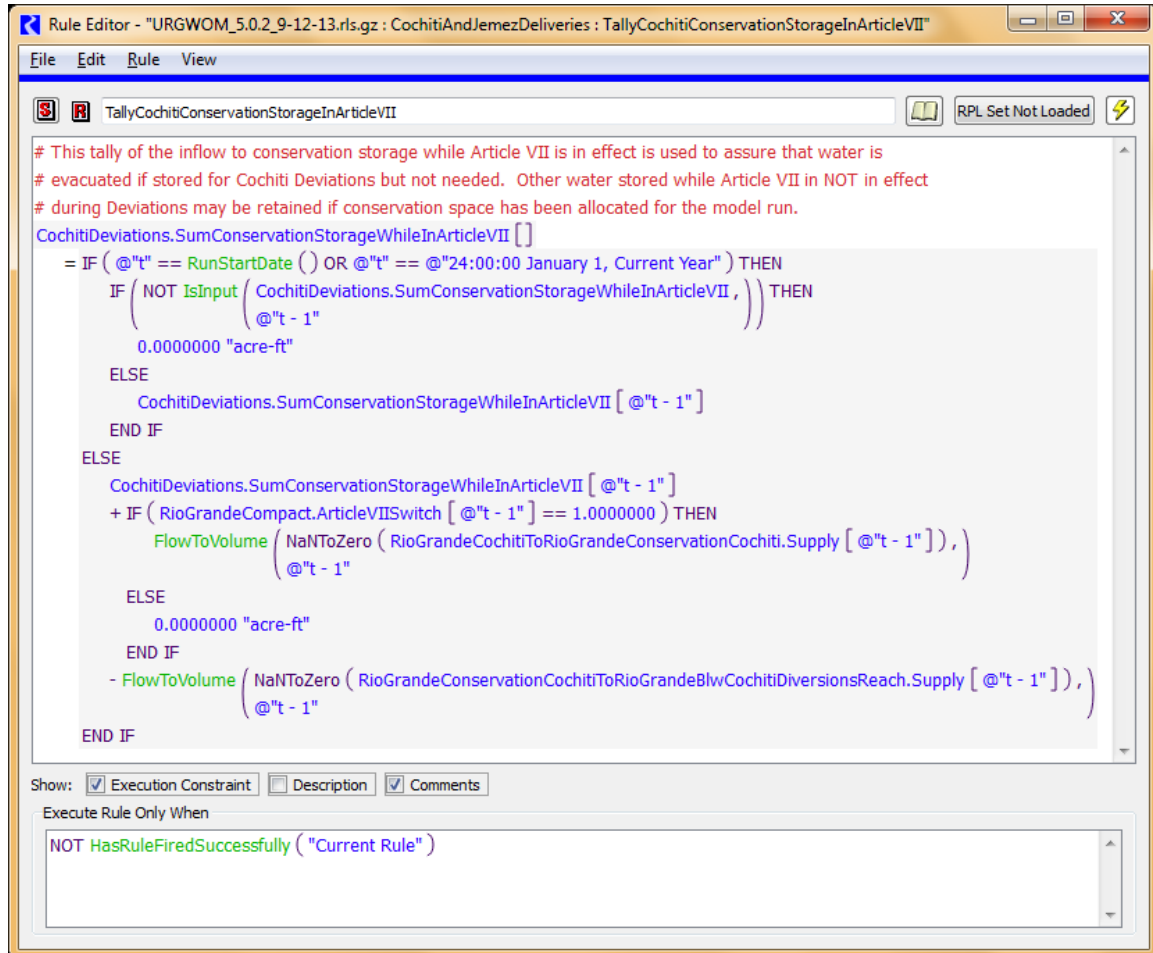 Rule Editor - "URGWOM_5.0.2_9-12-13.rls.gz : CochitiAndJemezDeliveries : TallyCochitiConservationStorageInArticleVII"
File Edit Rule View
S R TallyCochitiConservationStorageInArticleVII RPL Set Not Loaded
# This tally of the inflow to conservation storage while Article VII is in effect is used to assure that water is
# evacuated if stored for Cochiti Deviations but not needed. Other water stored while Article VII in NOT in effect
# during Deviations may be retained if conservation space has been allocated for the model run.
CochitiDeviations.SumConservationStorageWhileInArticleVII []
= IF ( @"t" == RunStartDate () OR @"t" == @"24:00:00 January 1, Current Year" ) THEN
IF ( NOT IsInput ( CochitiDeviations.SumConservationStorageWhileInArticleVII , ) ) THEN
@"t - 1"
0.0000000 "acre-ft"
ELSE
CochitiDeviations.SumConservationStorageWhileInArticleVII [ @"t - 1" ]
END IF
ELSE
CochitiDeviations.SumConservationStorageWhileInArticleVII [ @"t - 1" ]
+ IF ( RioGrandeCompact.ArticleVIISwitch [ @"t - 1" ] == 1.0000000 ) THEN
FlowToVolume ( NaNToZero ( RioGrandeCochitiToRioGrandeConservationCochiti.Supply [ @"t - 1" ] ) , )
@"t - 1"
ELSE
0.0000000 "acre-ft"
END IF
- FlowToVolume ( NaNToZero ( RioGrandeConservationCochitiToRioGrandeBlwCochitiDiversionsReach.Supply [ @"t - 1" ] ) , )
@"t - 1"
END IF
Show: Execution Constraint Description Comments
Execute Rule Only When
NOT HasRuleFiredSuccessfully ( "Current Rule" )